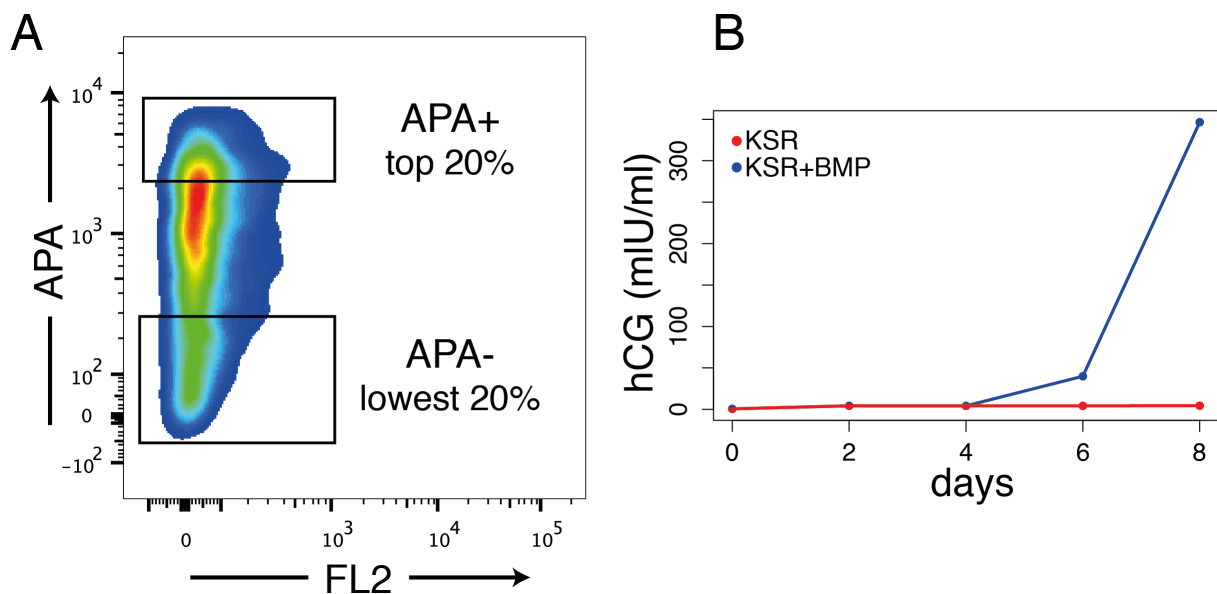 A
APA
10^4
10^3
10^2
0
-10^2
APA+
top 20%
APA-
lowest 20%
0
10^3
10^4
10^5
FL2
B
hCG (mIU/ml)
300
200
100
0
KSR
KSR+BMP
0 2 4 6 8
days